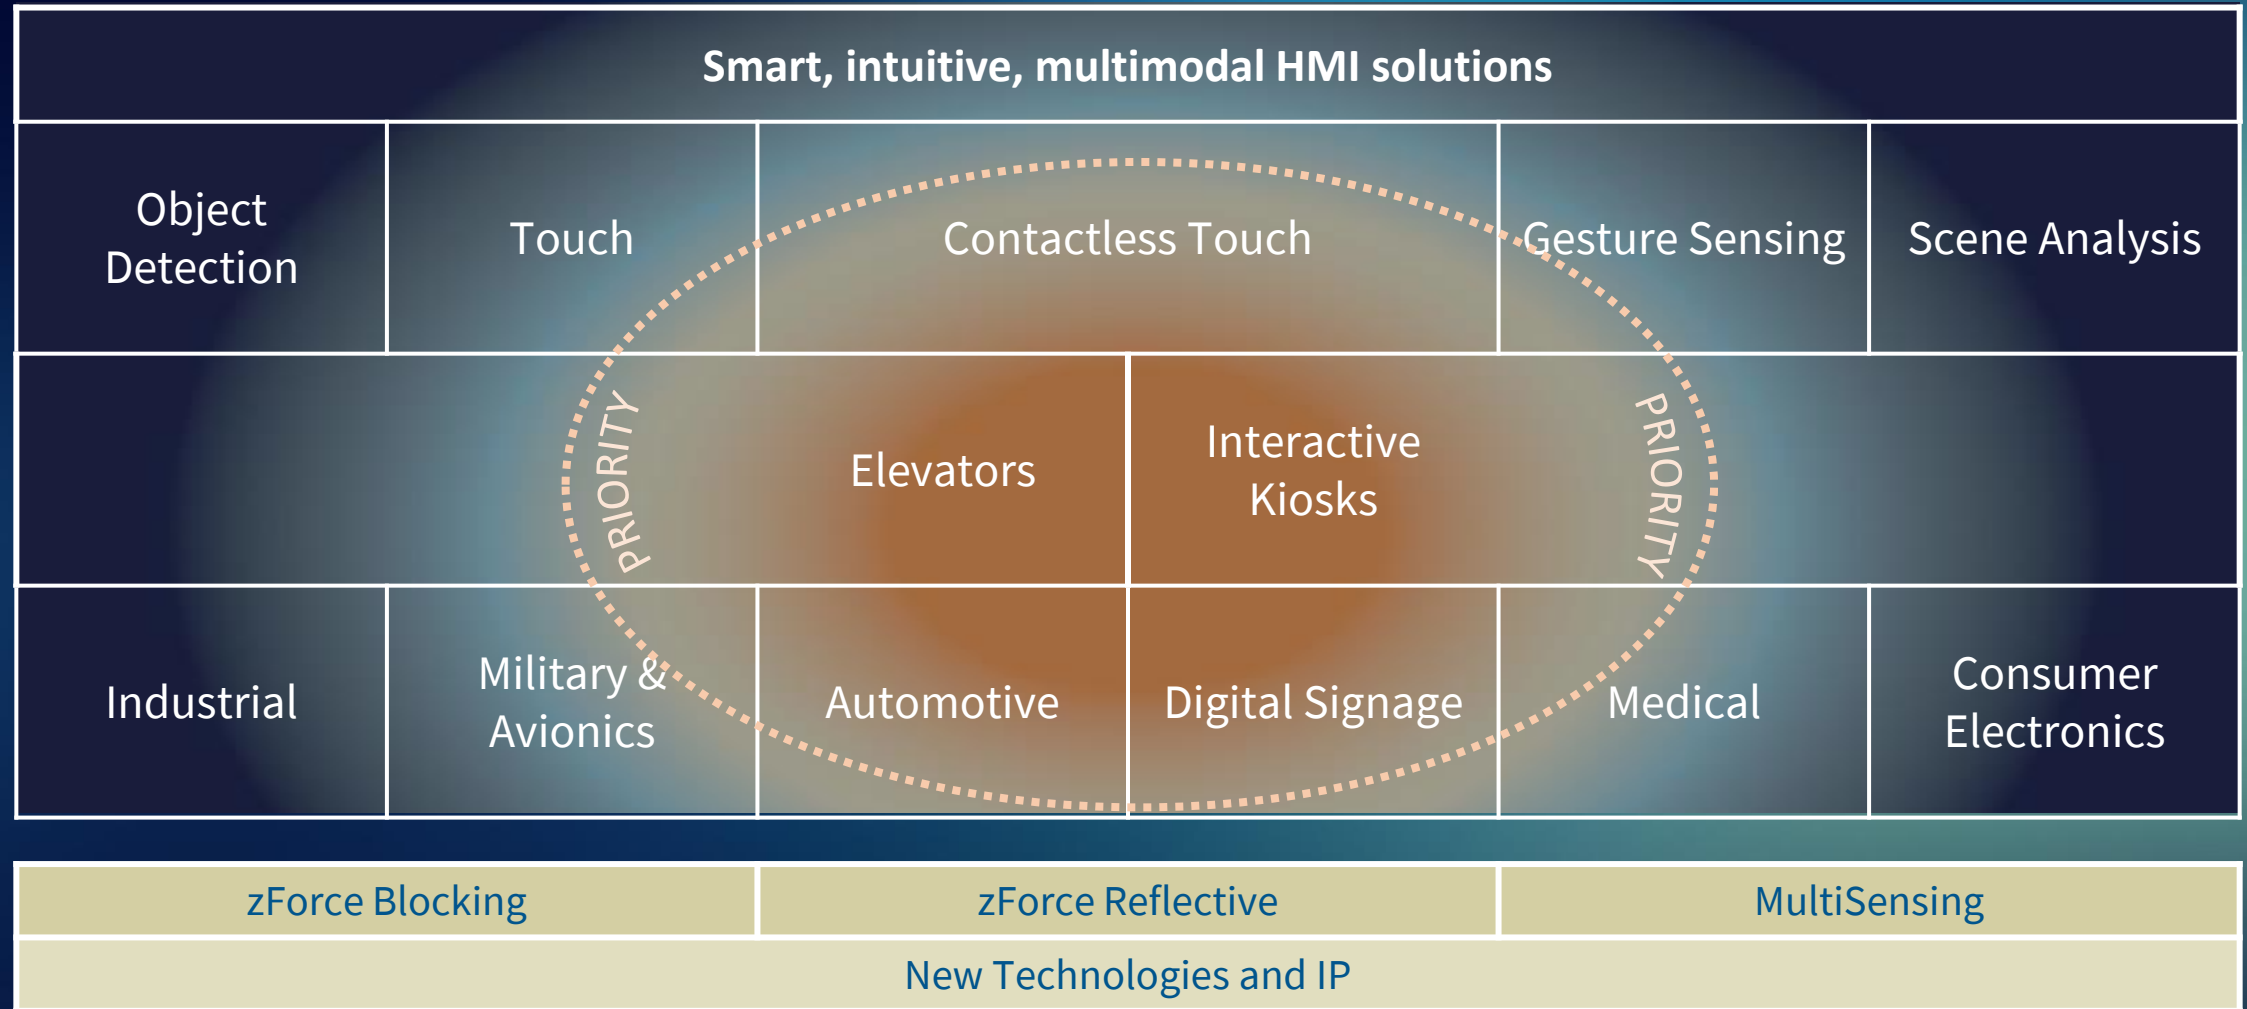 Smart, intuitive, multimodal HMI solutions
Object
Detection
Touch
Contactless Touch
Gesture Sensing
Scene Analysis
PRIORITY
Elevators
Interactive
Kiosks
PRIORITY
Industrial
Military &
Avionics
Automotive
Digital Signage
Medical
Consumer
Electronics
zForce Blocking
zForce Reflective
MultiSensing
New Technologies and IP